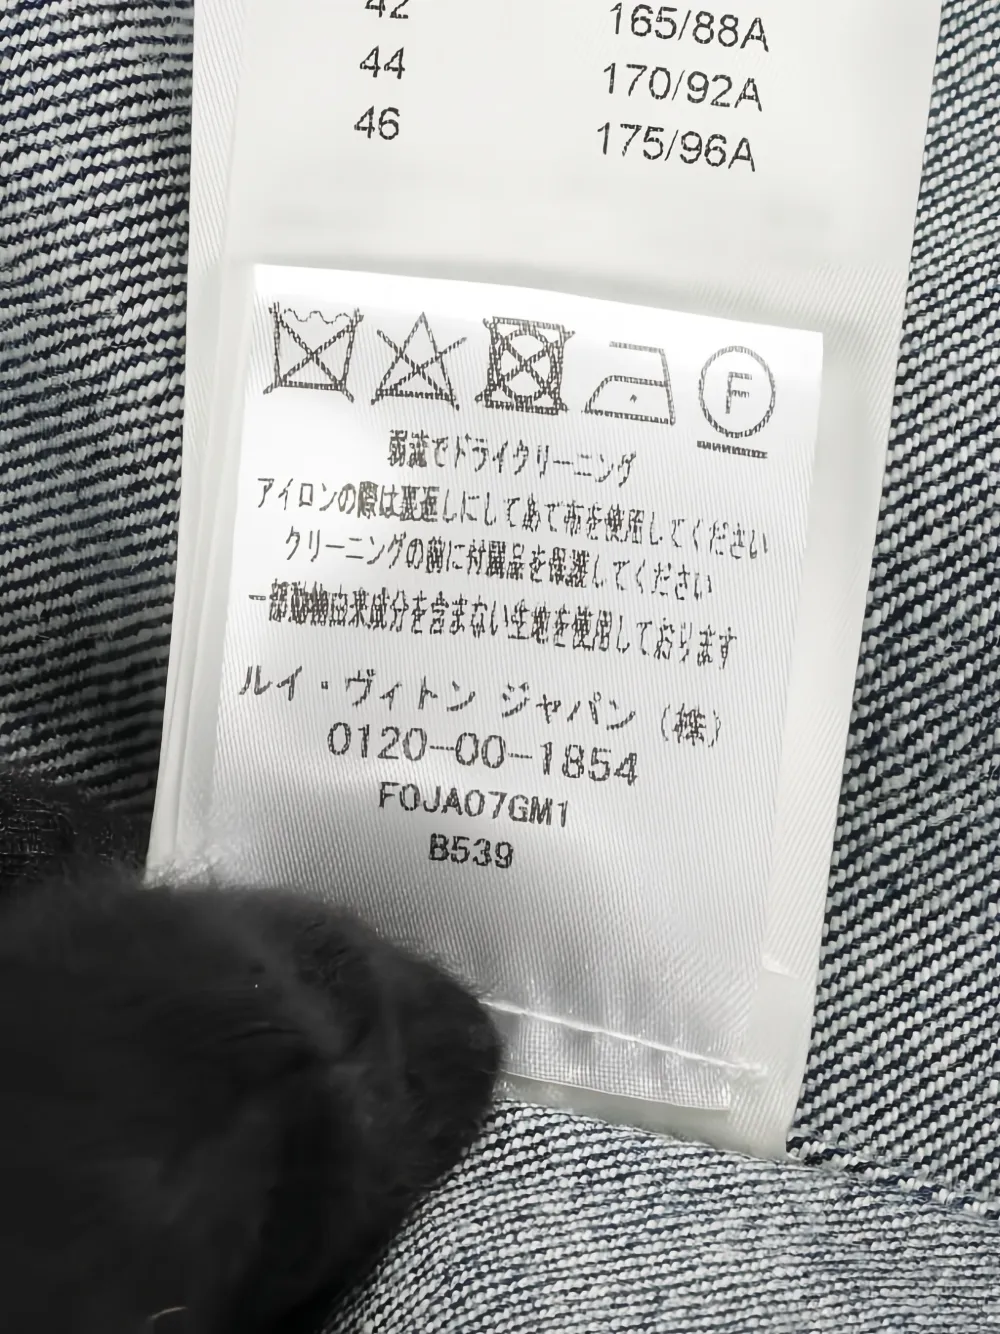 42 165/88A
44 170/92A
46 175/96A
F
弱流でドライクリーニング
アイロンの際は裏返しにしてあて布を使用してください
クリーニングの前に付属品を保護してください
一部動物由来成分を含まない生地を使用しております
ルイ・ヴィトン ジャパン (株)
0120-00-1854
F0JA07GM1
B539